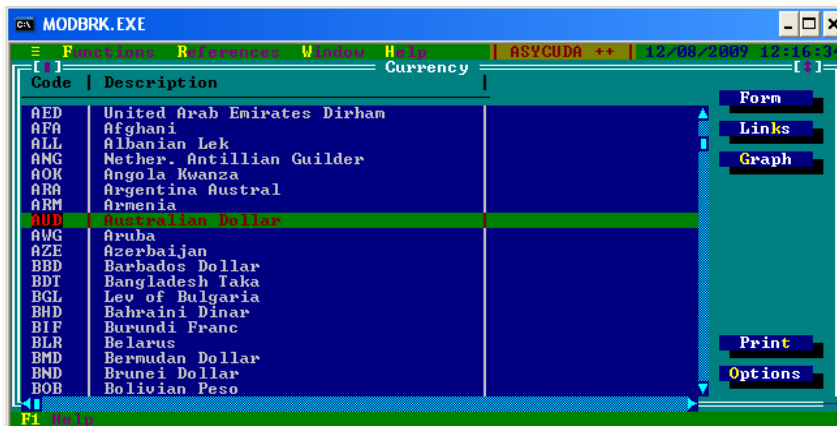 MODBRK.EXE
≡ Functions References Window Help | ASYCUDA ++ | 12/08/2009 12:16:34
Currency
Code | Description |
Form
AED | United Arab Emirates Dirham
AFA | Afghani
Links
ALL | Albanian Lek
ANG | Nether. Antillian Guilder
Graph
AOK | Angola Kwanza
ARA | Argentina Austral
ARM | Armenia
AUD | Australian Dollar
AWG | Aruba
AZE | Azerbaijan
BBD | Barbados Dollar
BDT | Bangladesh Taka
BGL | Lev of Bulgaria
BHD | Bahraini Dinar
BIF | Burundi Franc
BLR | Belarus
Print
BMD | Bermudan Dollar
BND | Brunei Dollar
Options
BOB | Bolivian Peso
F1 Help